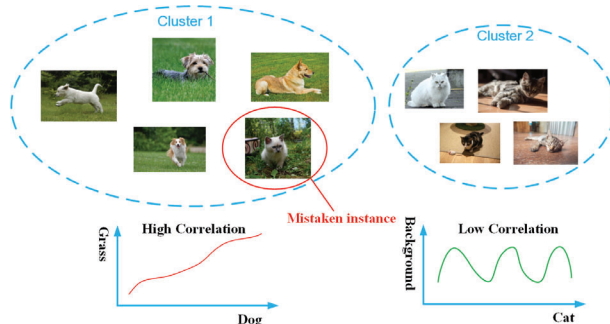 Cluster 1
Cluster 2
Mistaken instance
High Correlation
Grass
Dog
Low Correlation
Background
Cat